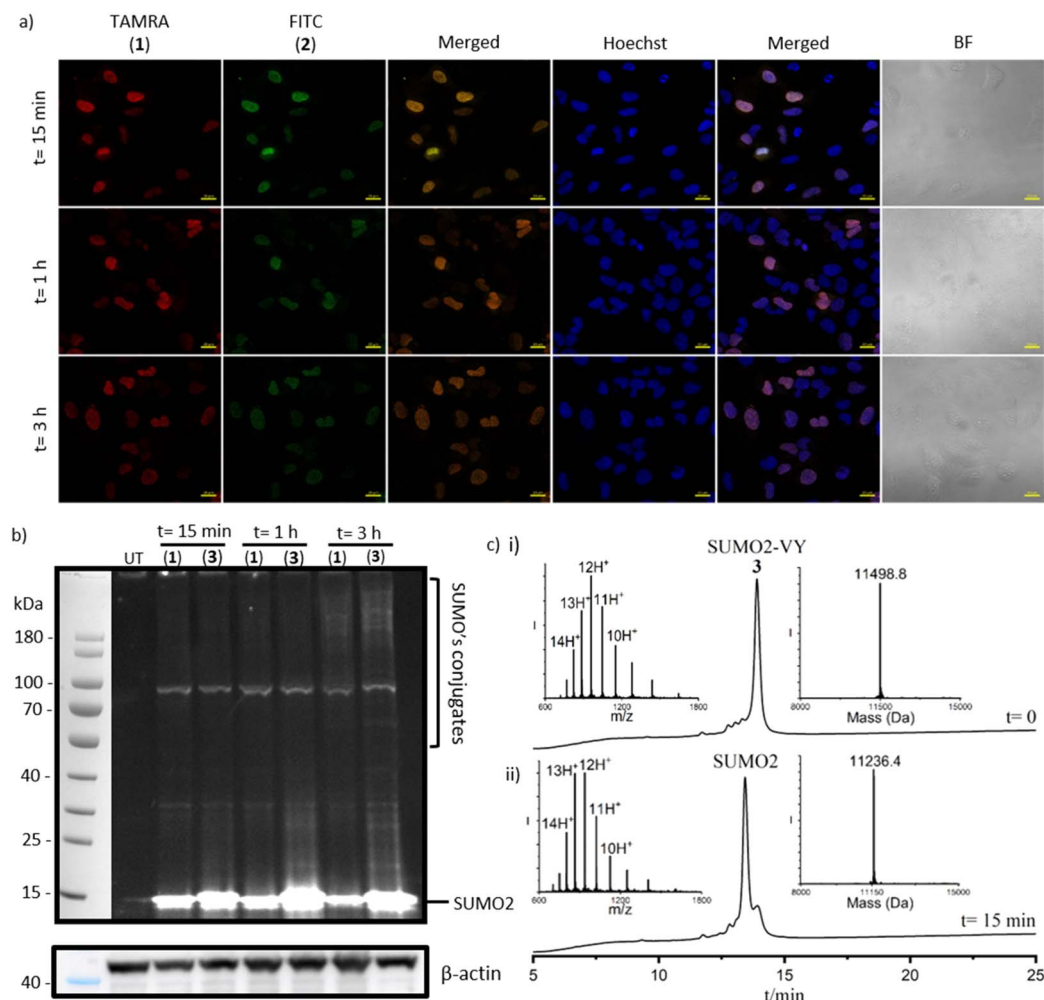 a)
TAMRA
(1)
FITC
(2)
Merged
Hoechst
Merged
BF
t= 15 min
t= 1 h
t= 3 h
b)
t= 15 min
t= 1 h
t= 3 h
UT
(1)
(3)
(1)
(3)
(1)
(3)
kDa
180 -
100 -
70 -
40 -
25 -
15 -
SUMO's conjugates
SUMO2
40 -
β-actin
c) i)
SUMO2-VY
3
14H+
13H+
12H+
11H+
10H+
I
600
1200
1800
m/z
11498.8
I
8000
11500
15000
Mass (Da)
t= 0
ii)
SUMO2
14H+
13H+
12H+
11H+
10H+
I
600
1200
1800
m/z
11236.4
I
8000
11150
15000
Mass (Da)
t= 15 min
5
10
15
20
25
t/min